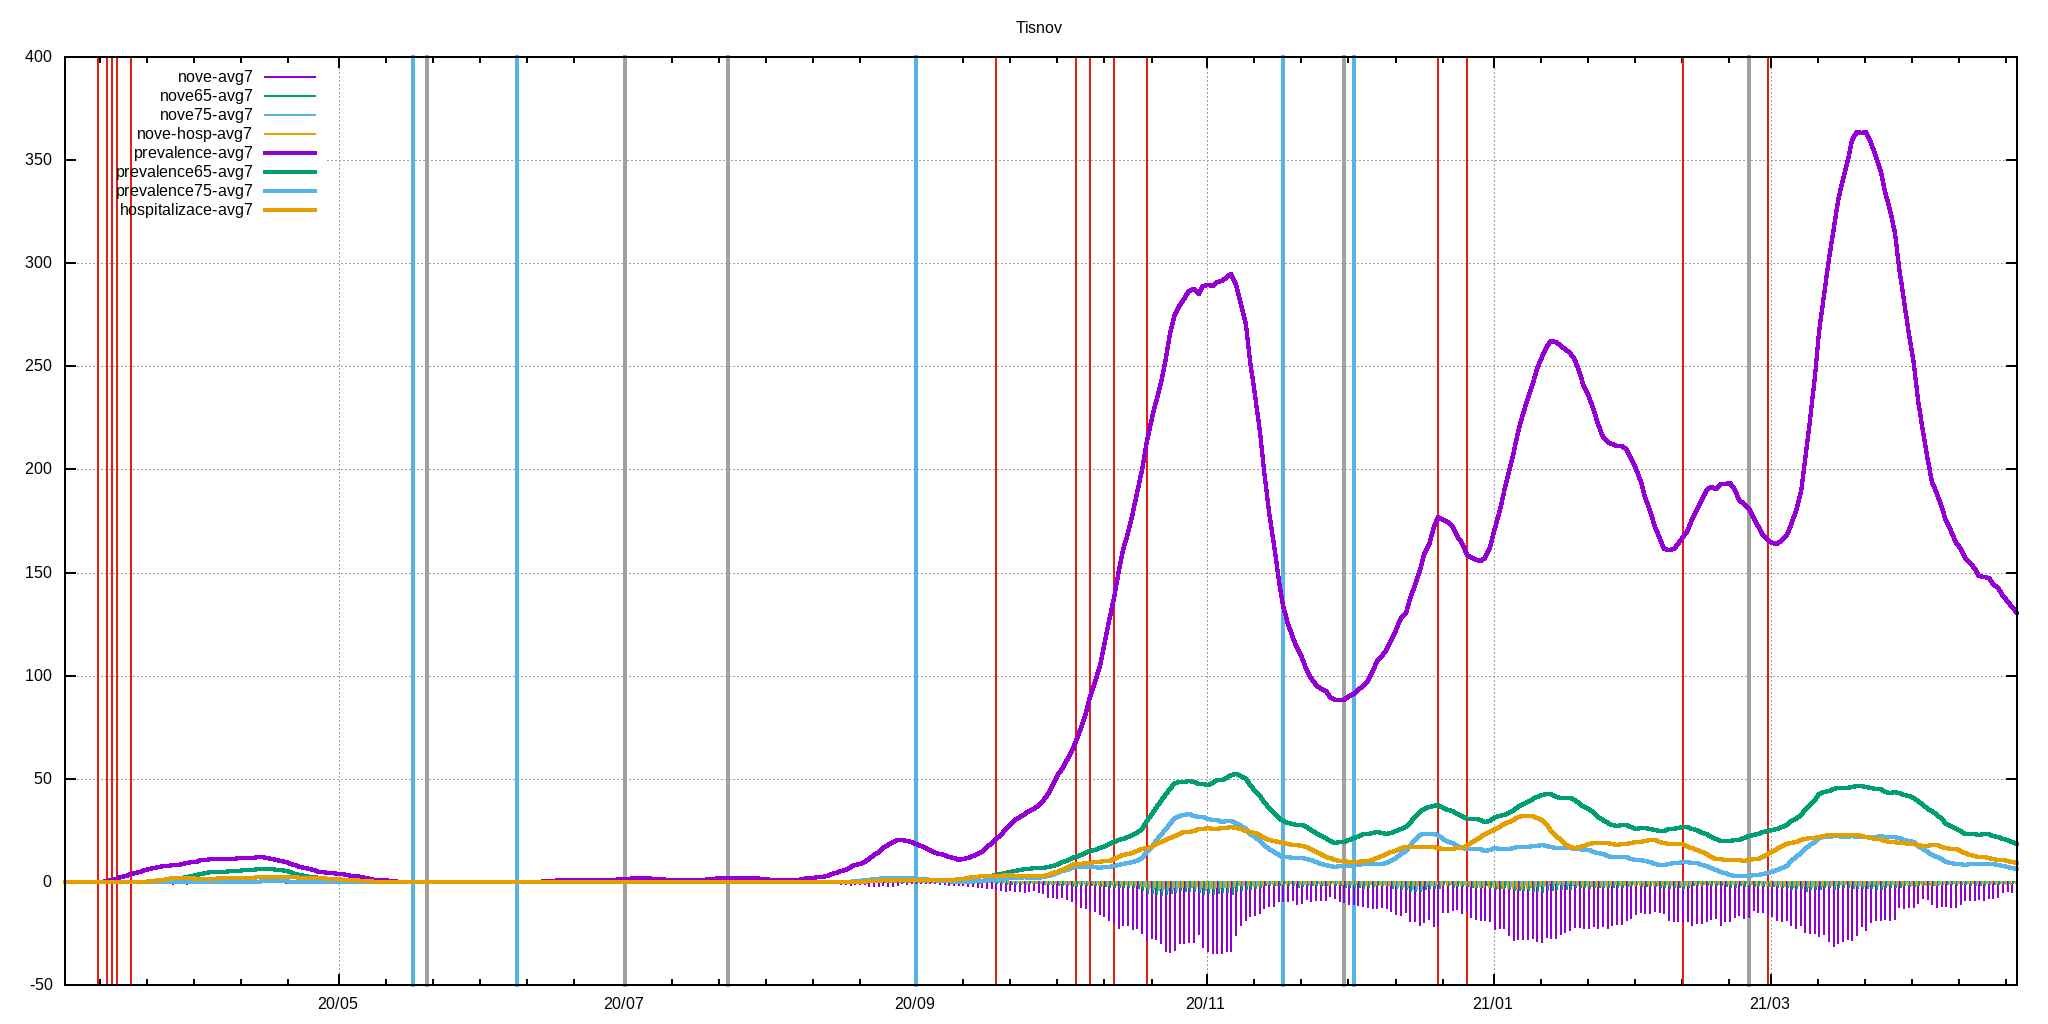 Tisnov
400
350
300
250
200
150
100
50
0
-50
nove-avg7
nove65-avg7
nove75-avg7
nove-hosp-avg7
prevalence-avg7
prevalence65-avg7
prevalence75-avg7
hospitalizace-avg7
20/05 20/07 20/09 20/11 21/01 21/03